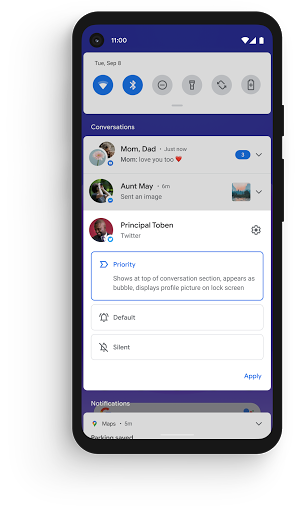 11:00
Tue, Sep 8
Conversations
Mom, Dad • Just now
Mom: love you too ❤️
3
Aunt May • 6m
Sent an image
Principal Toben
Twitter
Priority
Shows at top of conversation section, appears as
bubble, displays profile picture on lock screen
Default
Silent
Apply
Notifications
Maps • 5m
Parking saved